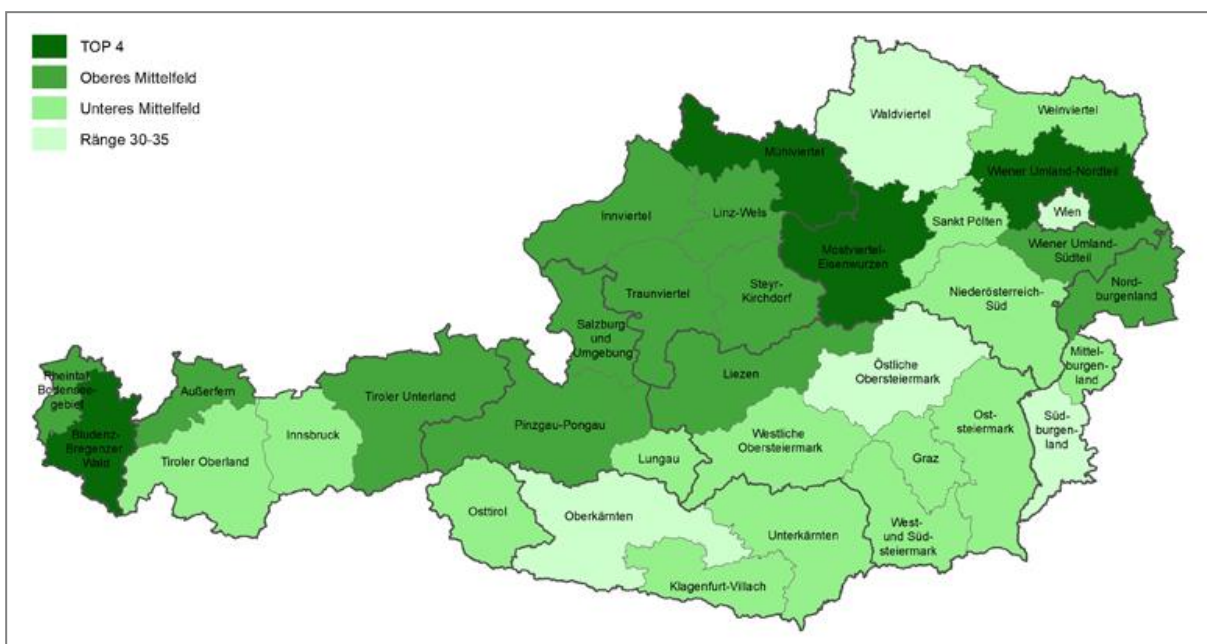 TOP 4
Oberes Mittelfeld
Unteres Mittelfeld
Ränge 30-35
Waldviertel
Weinviertel
Mühlviertel
Wiener Umland-Nordteil
Innviertel
Linz-Wels
Sankt Pölten
Wien
Mostviertel-
Eisenwurzen
Wiener Umland-
Südteil
Traunviertel
Steyr-
Kirchdorf
Niederösterreich-
Süd
Nord-
burgenland
Salzburg
und
Umgebung
Mittel-
burgenland
Rheintal
Bodensee-
gebiet
Außerfern
Tiroler Unterland
Liezen
Östliche
Obersteiermark
Pinzgau-Pongau
Ost-
steiermark
Süd-
burgen-
land
Bludenz-
Bregenzer
Wald
Tiroler Oberland
Innsbruck
Lungau
Westliche
Obersteiermark
Graz
Osttirol
Oberkärnten
Unterkärnten
West-
und Süd-
steiermark
Klagenfurt-Villach